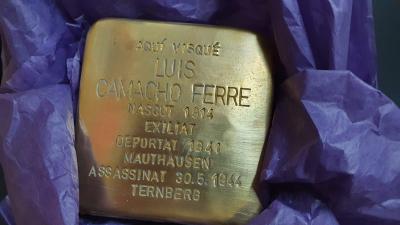 AQUÍ VISQUÉ
LUIS
CAMACHO FERRE
NASCUT 1914
EXILIAT
DEPORTAT 1941
MAUTHAUSEN
ASSASSINAT 30.5.1944
TERNBERG